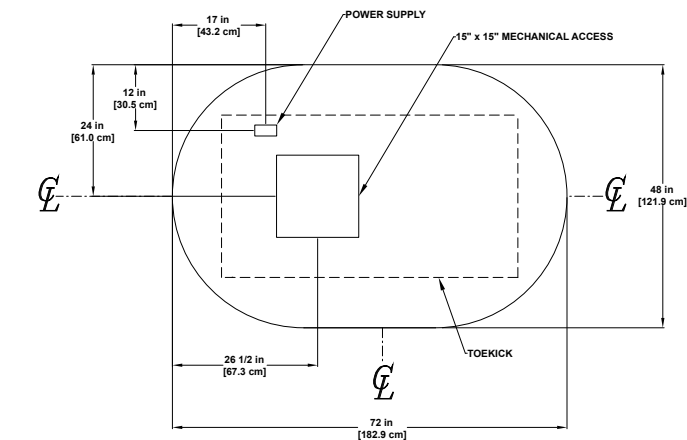 17 in
[43.2 cm]
POWER SUPPLY
15" x 15" MECHANICAL ACCESS
12 in
[30.5 cm]
24 in
[61.0 cm]
℄
℄
48 in
[121.9 cm]
26 1/2 in
[67.3 cm]
TOEKICK
℄
72 in
[182.9 cm]